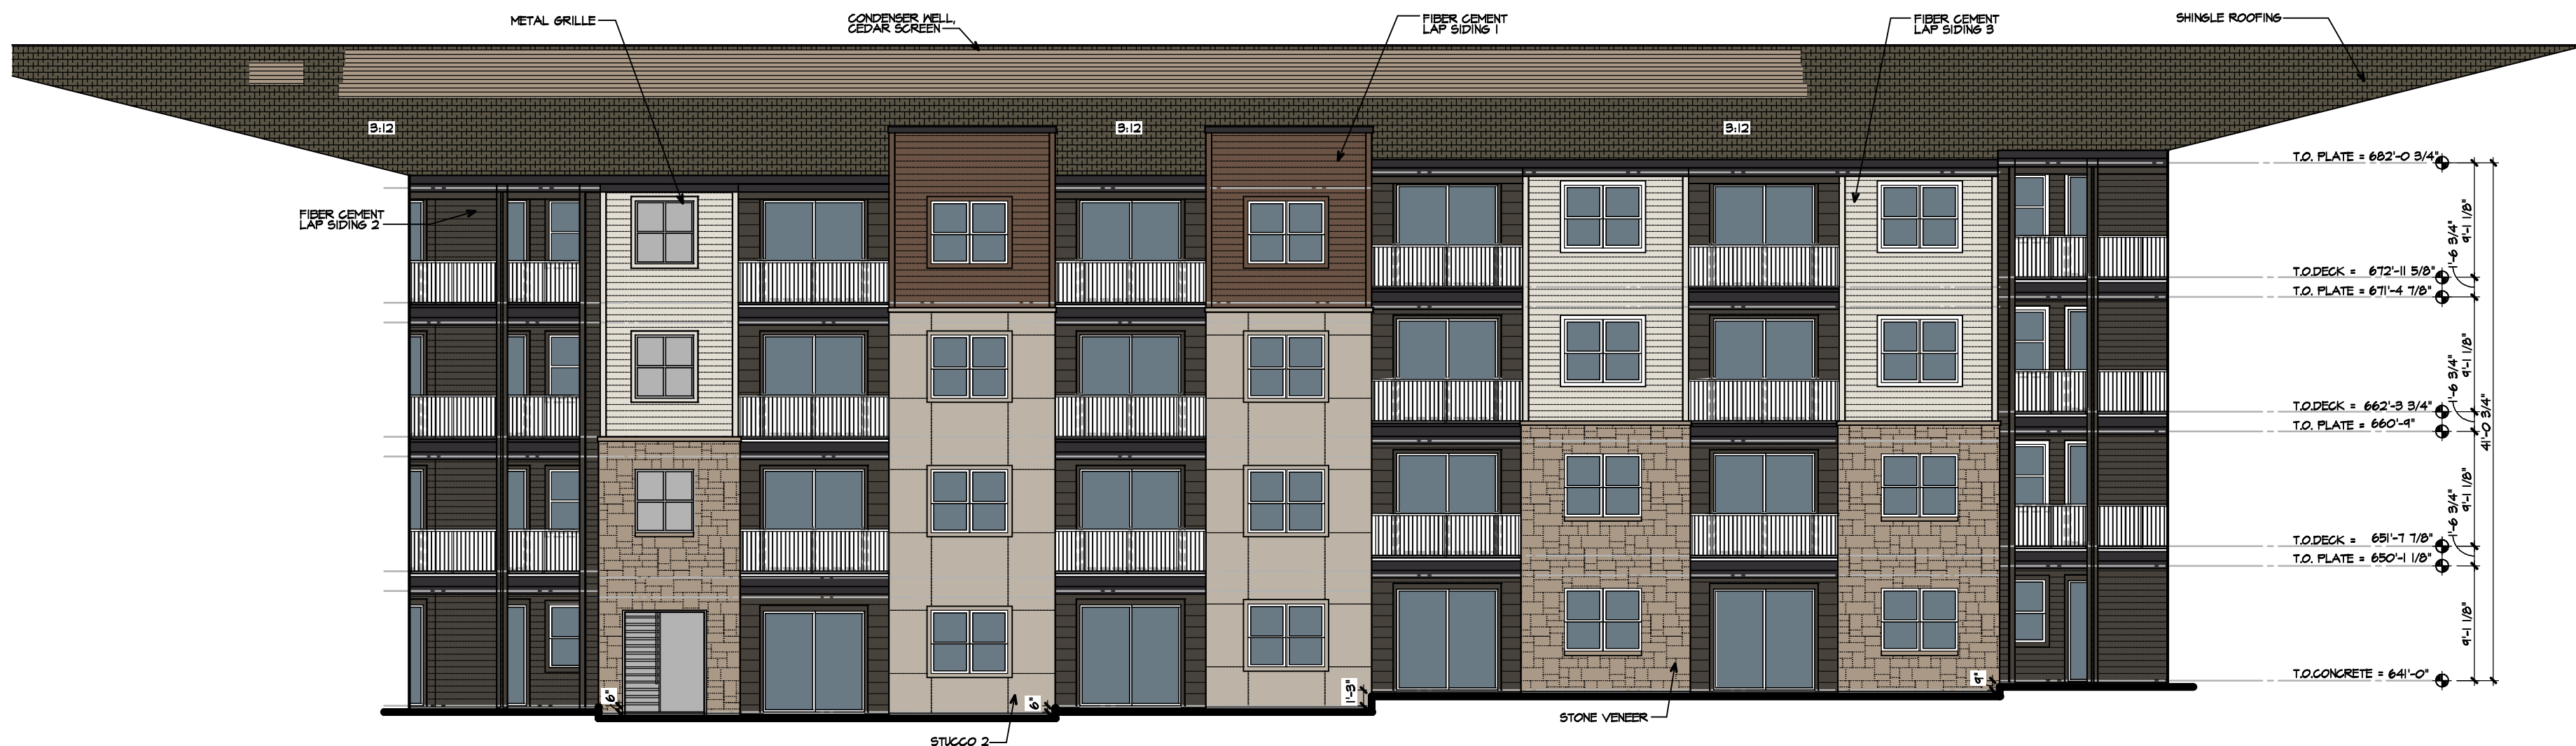 METAL GRILLE
CONDENSER WELL,
CEDAR SCREEN
FIBER CEMENT
LAP SIDING 1
FIBER CEMENT
LAP SIDING 3
SHINGLE ROOFING
3:12
3:12
3:12
FIBER CEMENT
LAP SIDING 2
T.O. PLATE = 682'-0 3/4"
9'-1 1/8"
1'-6 3/4"
T.O.DECK = 672'-11 5/8"
T.O. PLATE = 671'-4 7/8"
9'-1 1/8"
1'-6 3/4"
T.O.DECK = 662'-3 3/4"
T.O. PLATE = 660'-9"
41'-0 3/4"
9'-1 1/8"
1'-6 3/4"
T.O.DECK = 651'-7 7/8"
T.O. PLATE = 650'-1 1/8"
9'-1 1/8"
T.O.CONCRETE = 641'-0"
6"
6"
1'-3"
9"
STONE VENEER
STUCCO 2